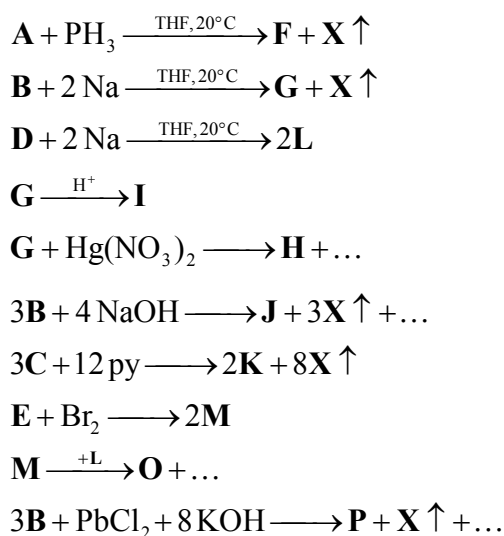 A + PH₃ —THF, 20°C→ F + X ↑
B + 2 Na —THF, 20°C→ G + X ↑
D + 2 Na —THF, 20°C→ 2L
G —H⁺→ I
G + Hg(NO₃)₂ ⟶ H + …
3B + 4 NaOH ⟶ J + 3X ↑ + …
3C + 12 py ⟶ 2K + 8X ↑
E + Br₂ ⟶ 2M
M —+L→ O + …
3B + PbCl₂ + 8 KOH ⟶ P + X ↑ + …